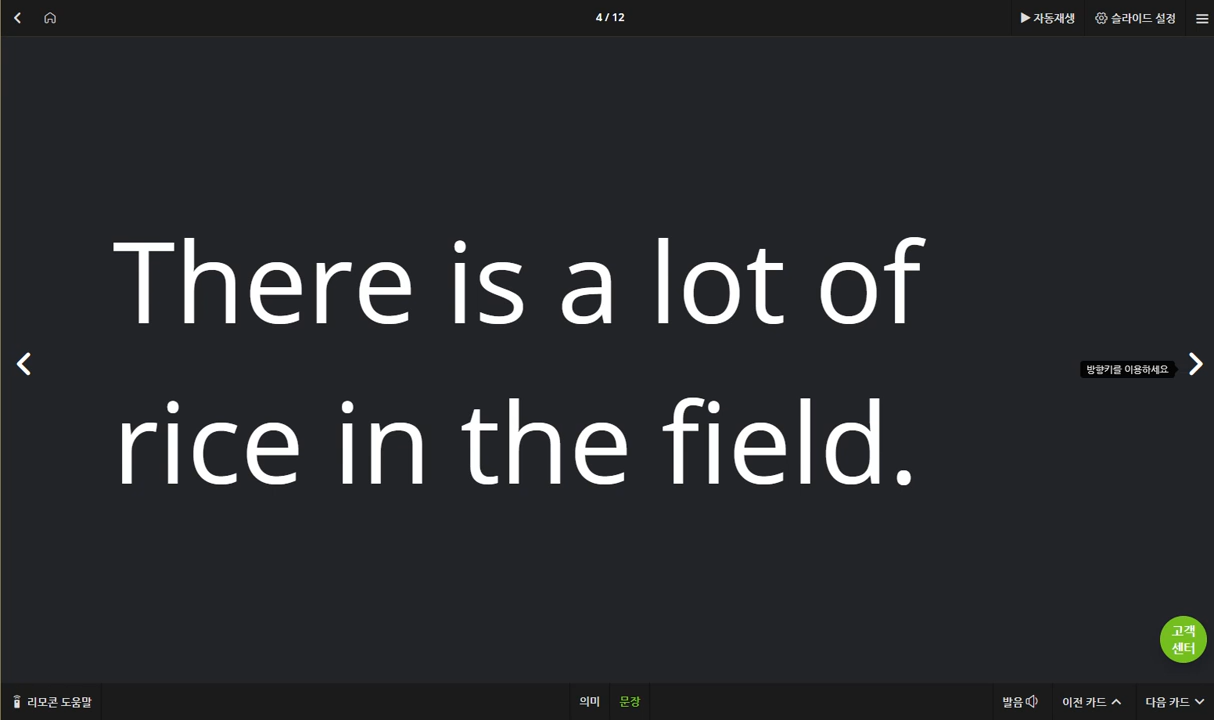 4 / 12
자동재생
슬라이드 설정
There is a lot of
rice in the field.
방향키를 이용하세요
고객
센터
리모콘 도움말
의미
문장
발음
이전 카드
다음 카드